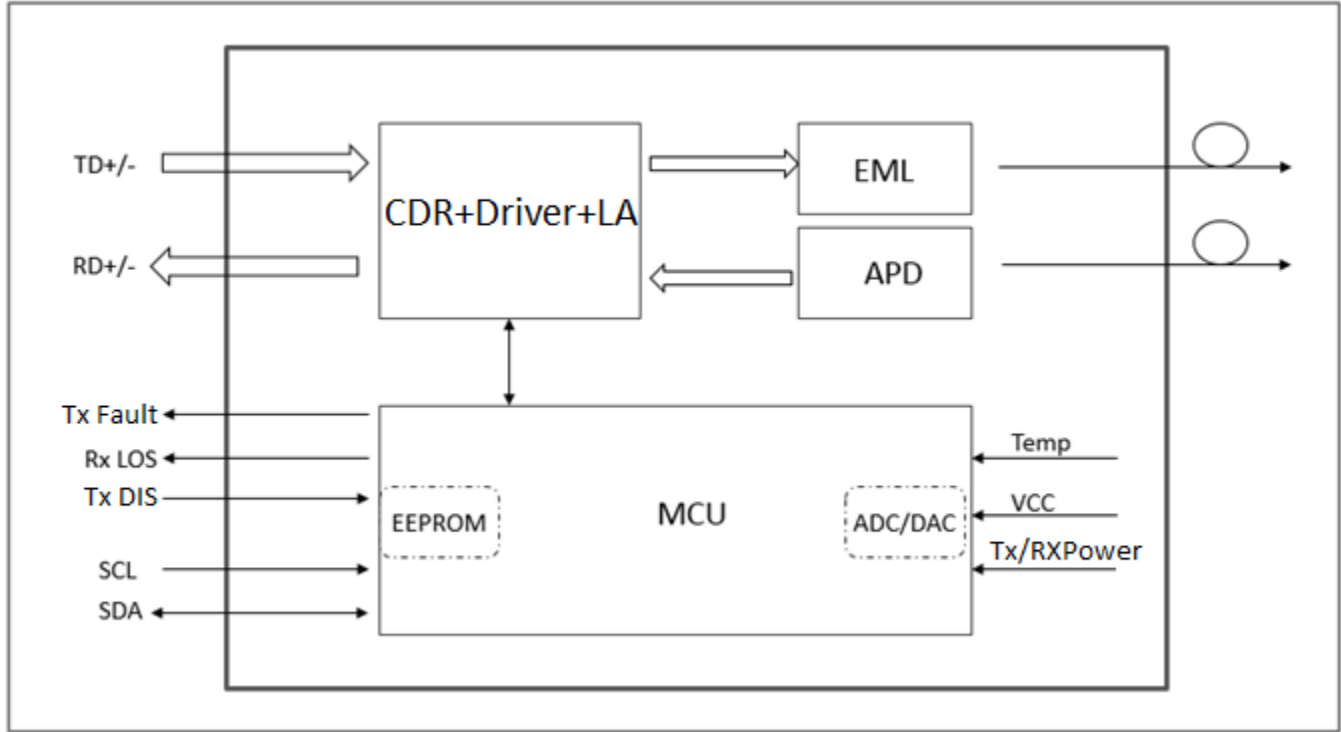 TD+/-
CDR+Driver+LA
EML
RD+/-
APD
Tx Fault
Rx LOS
Tx DIS
SCL
SDA
EEPROM
MCU
ADC/DAC
Temp
VCC
Tx/RXPower